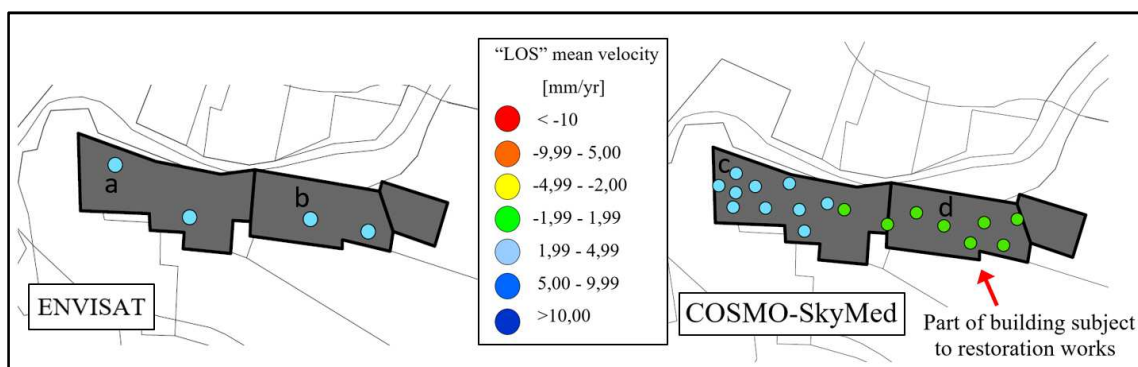 a
b
ENVISAT
“LOS” mean velocity
[mm/yr]
< -10
-9,99 - 5,00
-4,99 - -2,00
-1,99 - 1,99
1,99 - 4,99
5,00 - 9,99
>10,00
c
d
COSMO-SkyMed
Part of building subject
to restoration works